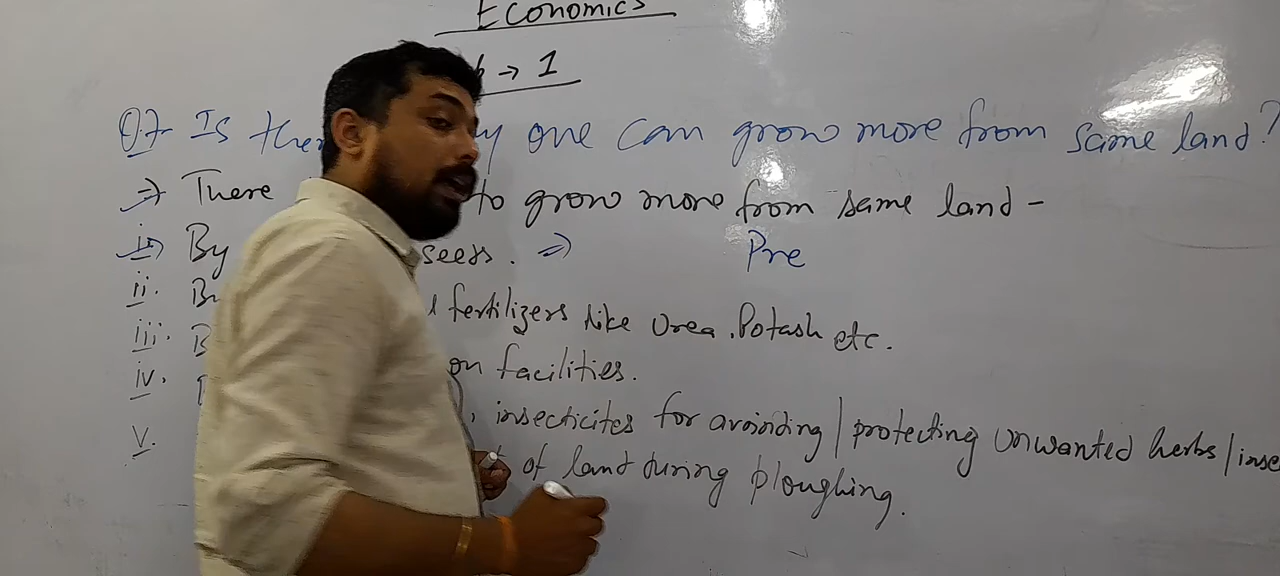 Economics
→ 1
Q7- Is one can grow more from same land?
⇒ There to grow more from same land -
i) By seeds. ⇒ Pre
ii. fertilizers like Urea, Potash etc.
iii. on facilities.
iv. , insecticites for avoiding / protecting unwanted herbs / inse
v. of land during ploughing.